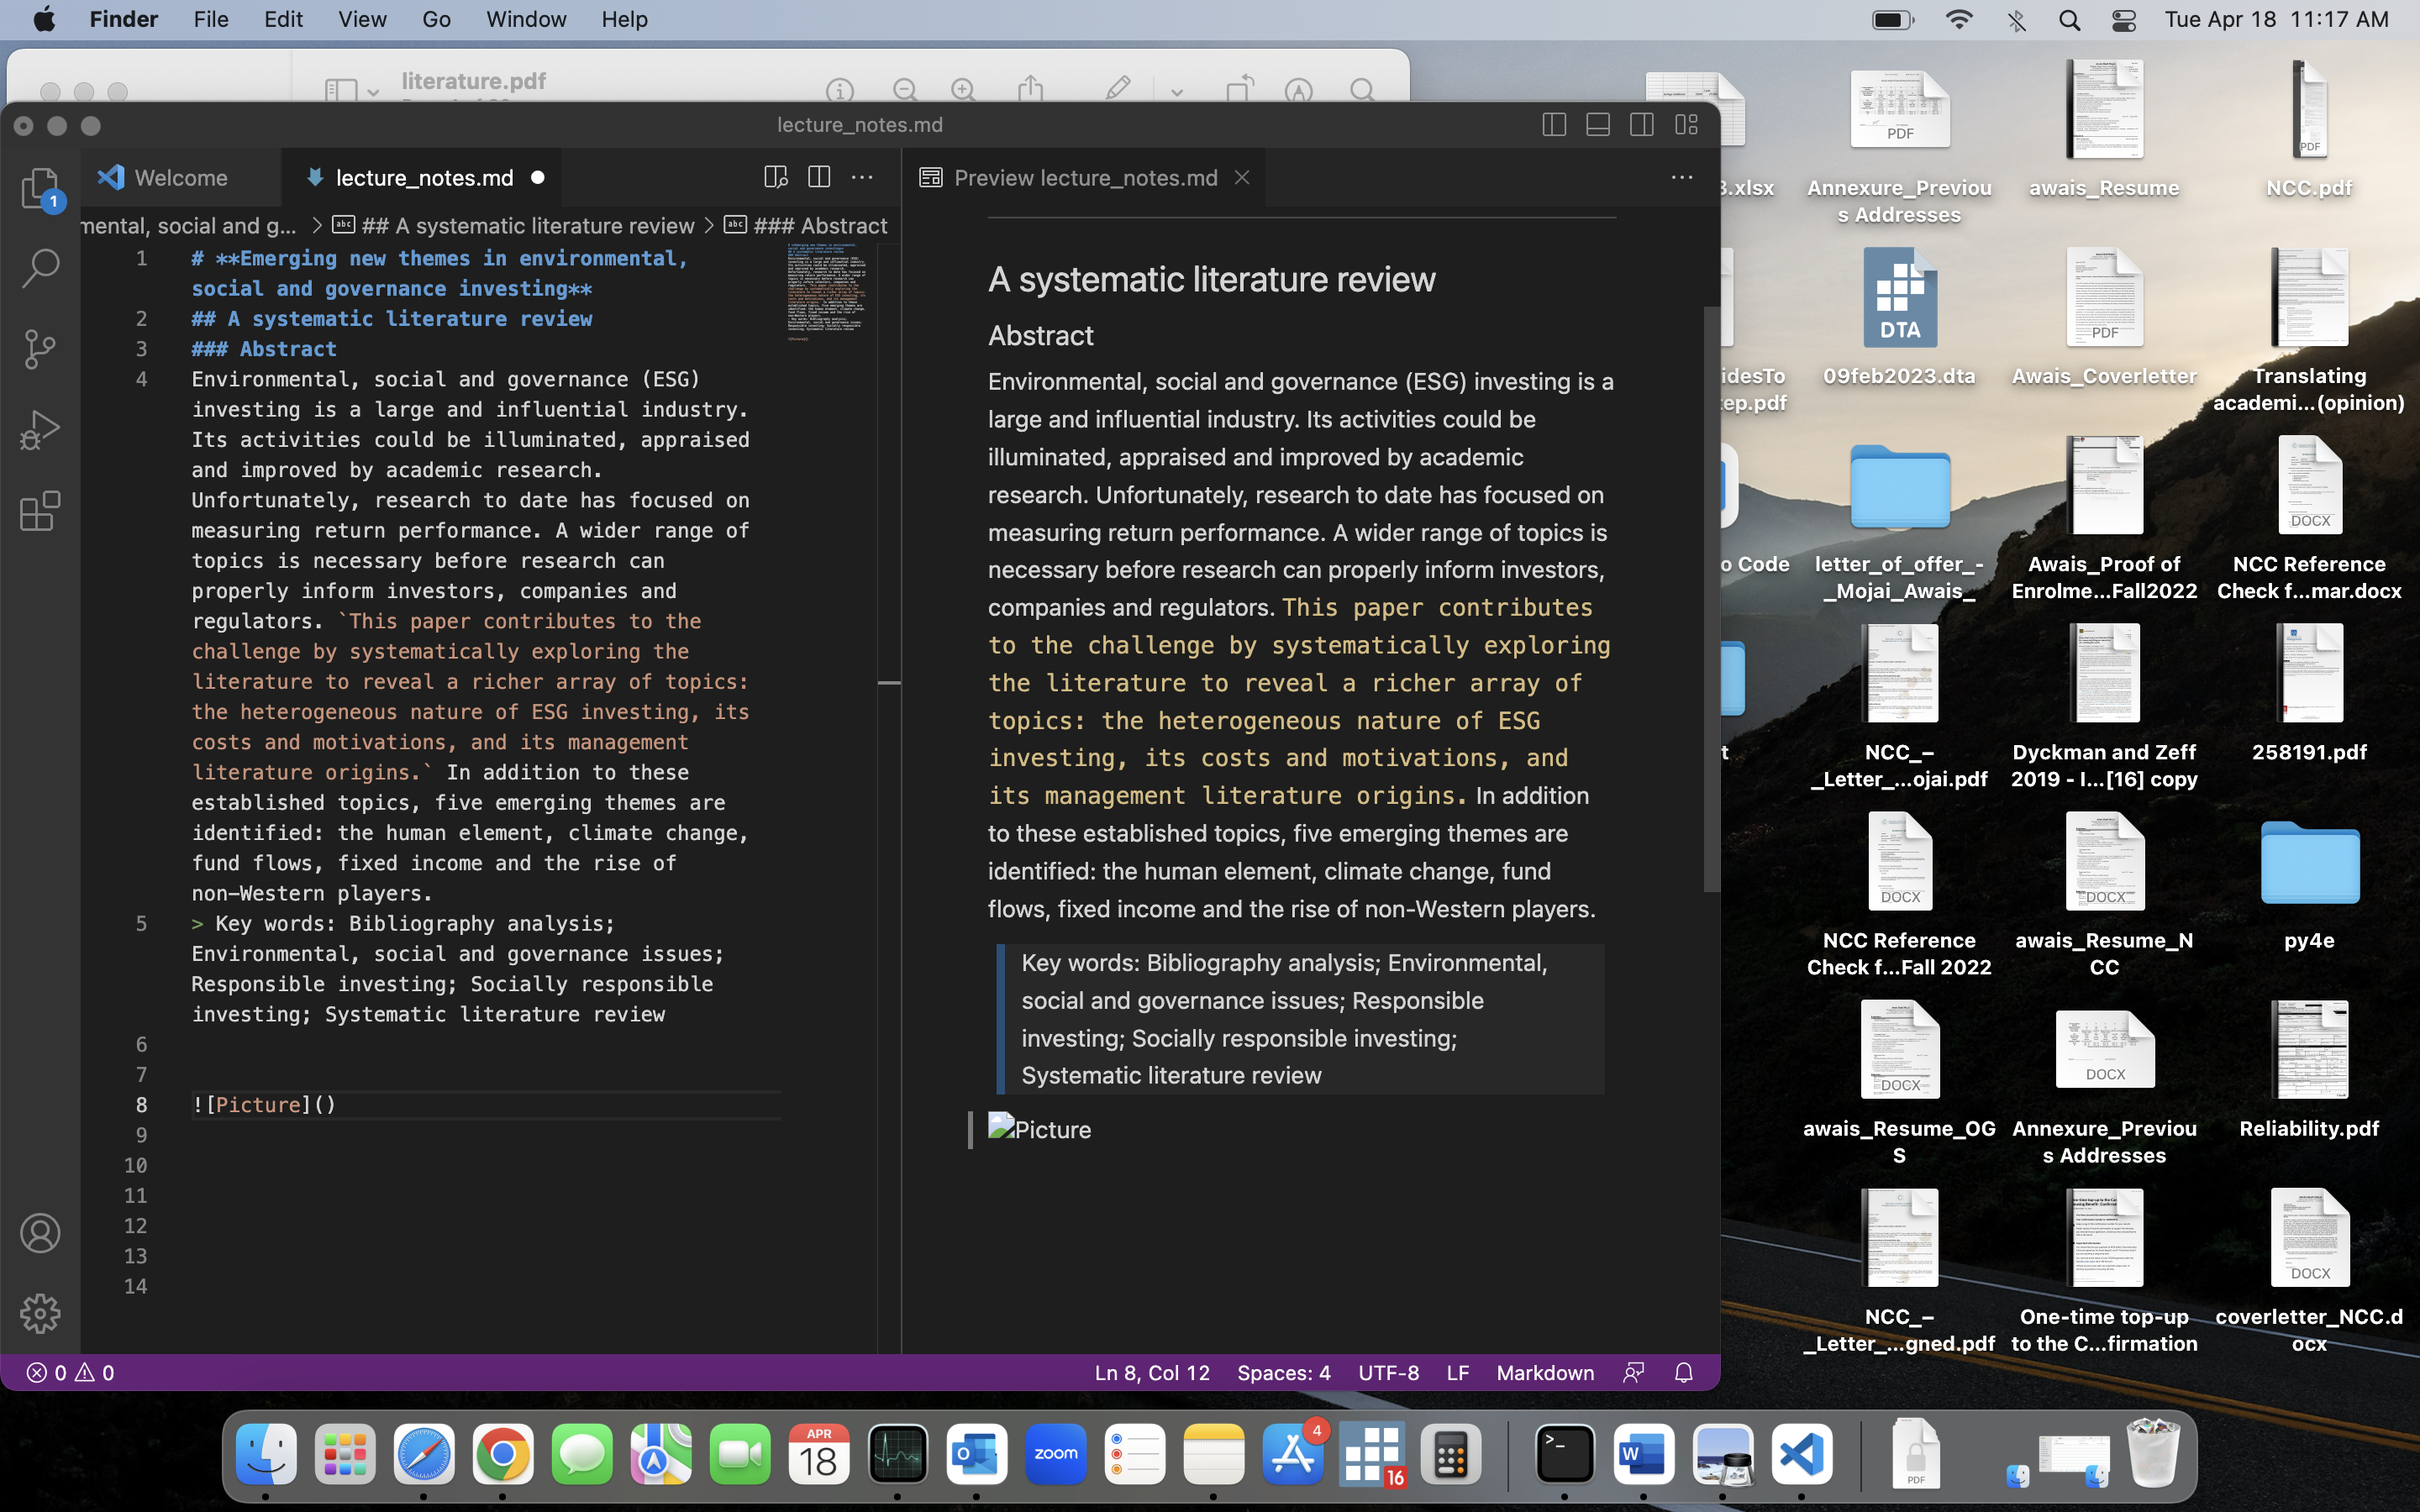 Finder File Edit View Go Window Help
Tue Apr 18 11:17 AM
literature.pdf
lecture_notes.md
1
Welcome
lecture_notes.md
mental, social and g... > ## A systematic literature review > ### Abstract
1 # **Emerging new themes in environmental,
social and governance investing**
2 ## A systematic literature review
3 ### Abstract
4 Environmental, social and governance (ESG)
investing is a large and influential industry.
Its activities could be illuminated, appraised
and improved by academic research.
Unfortunately, research to date has focused on
measuring return performance. A wider range of
topics is necessary before research can
properly inform investors, companies and
regulators. `This paper contributes to the
challenge by systematically exploring the
literature to reveal a richer array of topics:
the heterogeneous nature of ESG investing, its
costs and motivations, and its management
literature origins.` In addition to these
established topics, five emerging themes are
identified: the human element, climate change,
fund flows, fixed income and the rise of
non-Western players.
5 > Key words: Bibliography analysis;
Environmental, social and governance issues;
Responsible investing; Socially responsible
investing; Systematic literature review
6
7
8 ![Picture]()
9
10
11
12
13
14
Preview lecture_notes.md
A systematic literature review
Abstract
Environmental, social and governance (ESG) investing is a
large and influential industry. Its activities could be
illuminated, appraised and improved by academic
research. Unfortunately, research to date has focused on
measuring return performance. A wider range of topics is
necessary before research can properly inform investors,
companies and regulators. This paper contributes
to the challenge by systematically exploring
the literature to reveal a richer array of
topics: the heterogeneous nature of ESG
investing, its costs and motivations, and
its management literature origins. In addition
to these established topics, five emerging themes are
identified: the human element, climate change, fund
flows, fixed income and the rise of non-Western players.
Key words: Bibliography analysis; Environmental,
social and governance issues; Responsible
investing; Socially responsible investing;
Systematic literature review
Picture
0 0
Ln 8, Col 12 Spaces: 4 UTF-8 LF Markdown
3.xlsx
PDF
Annexure_Previou
s Addresses
awais_Resume
PDF
NCC.pdf
idesTo
tep.pdf
DTA
09feb2023.dta
PDF
Awais_Coverletter
Translating
academi...(opinion)
o Code
letter_of_offer_-
_Mojai_Awais_
Awais_Proof of
Enrolme...Fall2022
DOCX
NCC Reference
Check f...mar.docx
t
NCC_–
_Letter_...ojai.pdf
Dyckman and Zeff
2019 - I...[16] copy
258191.pdf
DOCX
NCC Reference
Check f...Fall 2022
DOCX
awais_Resume_N
CC
py4e
DOCX
awais_Resume_OG
S
DOCX
Annexure_Previou
s Addresses
Reliability.pdf
NCC_–
_Letter_...gned.pdf
One-time top-up
to the C...firmation
DOCX
coverletter_NCC.d
ocx
APR
18
O
zoom
4
16
>_
W
PDF